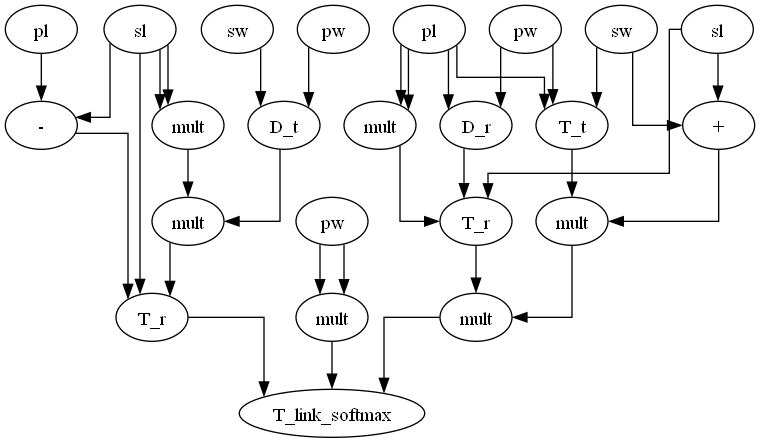 pl
sl
sw
pw
pl
pw
sw
sl
-
mult
D_t
mult
D_r
T_t
+
mult
pw
T_r
mult
T_r
mult
mult
T_link_softmax